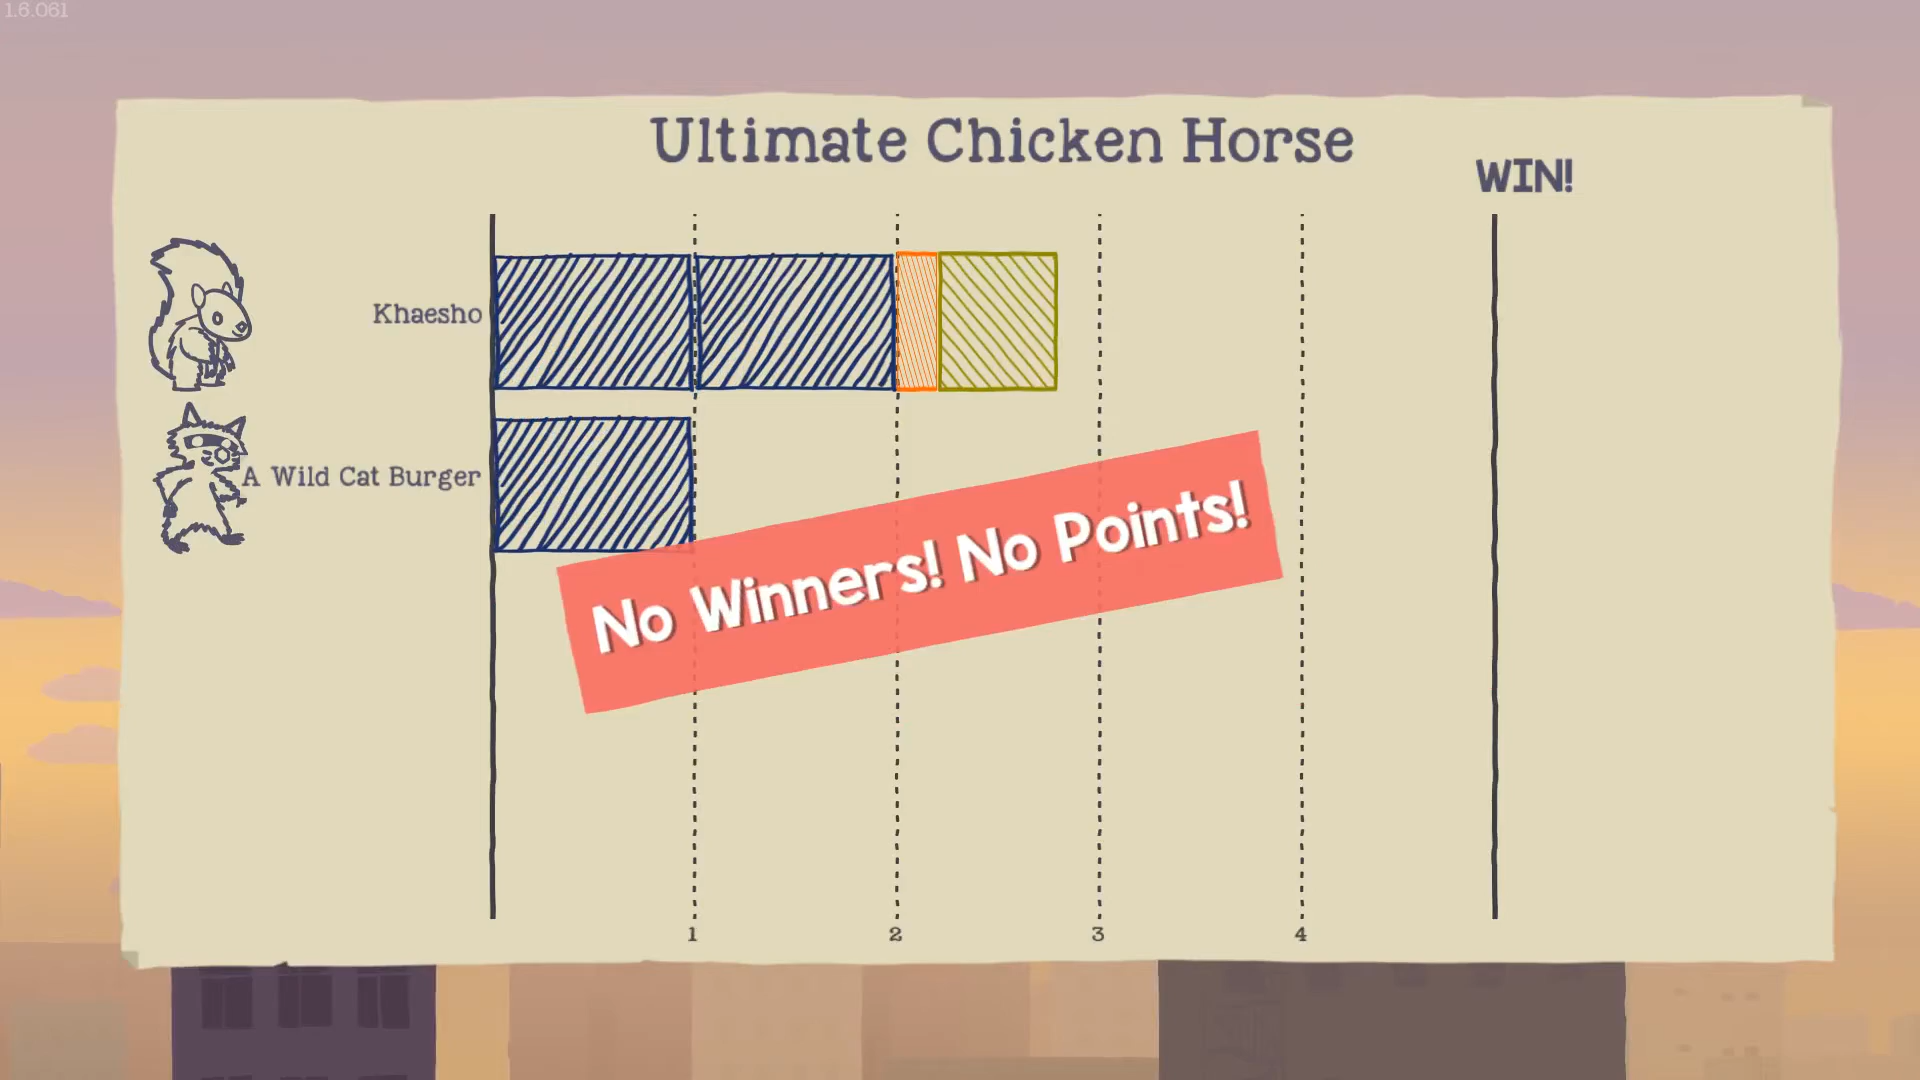 1.6.061
Ultimate Chicken Horse
WIN!
Khaesho
A Wild Cat Burger
No Winners! No Points!
1 2 3 4